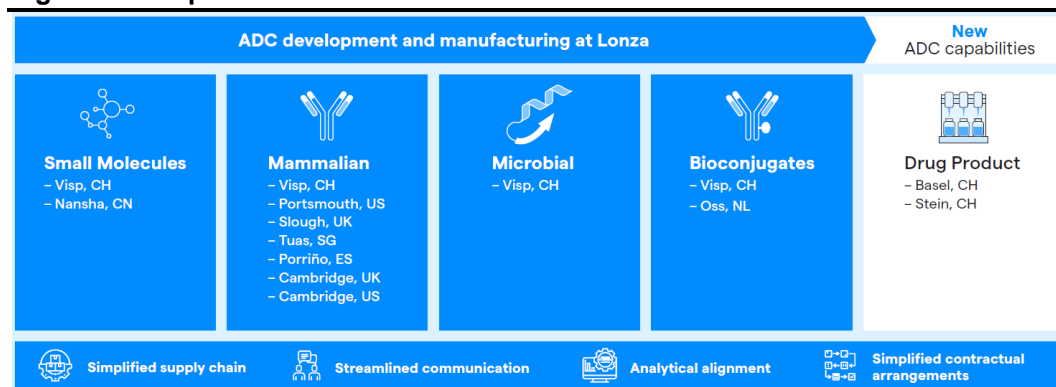 ADC development and manufacturing at Lonza
New
ADC capabilities
Small Molecules
– Visp, CH
– Nansha, CN
Mammalian
– Visp, CH
– Portsmouth, US
– Slough, UK
– Tuas, SG
– Porriño, ES
– Cambridge, UK
– Cambridge, US
Microbial
– Visp, CH
Bioconjugates
– Visp, CH
– Oss, NL
Drug Product
– Basel, CH
– Stein, CH
Simplified supply chain
Streamlined communication
Analytical alignment
Simplified contractual
arrangements